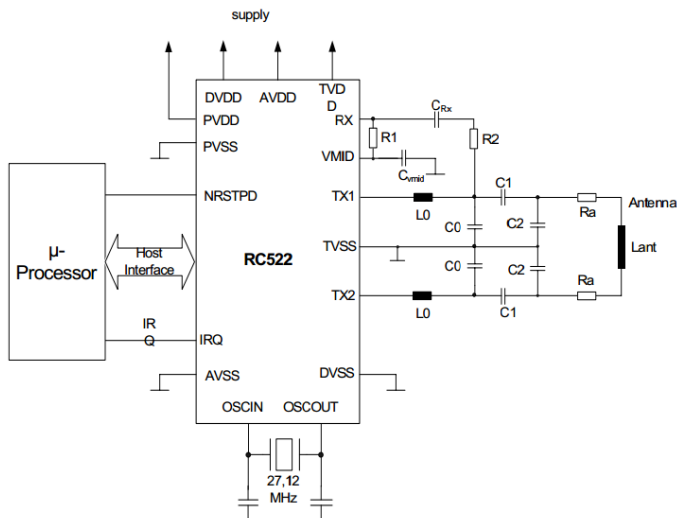 supply
DVDD
AVDD
TVD
D
PVDD
RX
CRx
R1
R2
PVSS
VMID
Cvmid
NRSTPD
TX1
L0
C1
Ra
Antenna
C0
C2
µ-
Processor
Host
Interface
RC522
TVSS
Lant
C0
C2
TX2
L0
C1
Ra
IR
Q
IRQ
AVSS
DVSS
OSCIN
OSCOUT
27,12
MHz